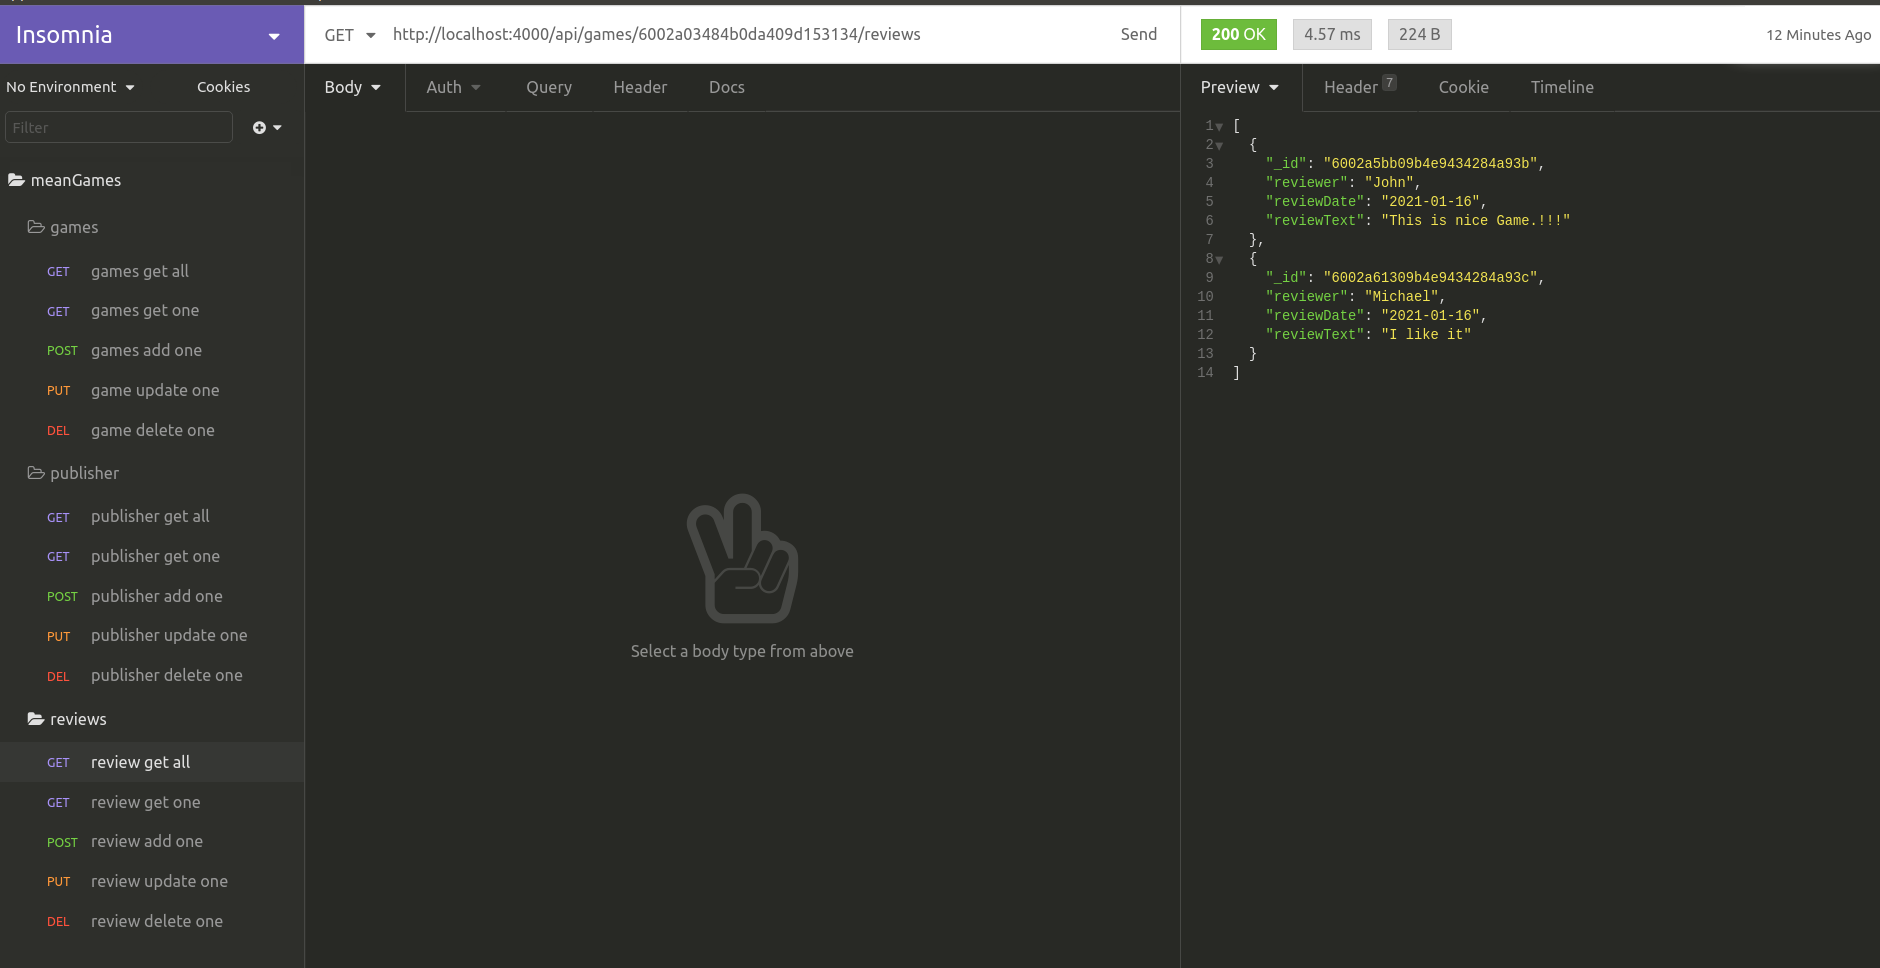 Insomnia
GET http://localhost:4000/api/games/6002a03484b0da409d153134/reviews Send
200 OK 4.57 ms 224 B 12 Minutes Ago
No Environment Cookies
Filter
meanGames
games
GET games get all
GET games get one
POST games add one
PUT game update one
DEL game delete one
publisher
GET publisher get all
GET publisher get one
POST publisher add one
PUT publisher update one
DEL publisher delete one
reviews
GET review get all
GET review get one
POST review add one
PUT review update one
DEL review delete one
Body Auth Query Header Docs
Select a body type from above
Preview Header 7 Cookie Timeline
1 [
2 {
3 "_id": "6002a5bb09b4e9434284a93b",
4 "reviewer": "John",
5 "reviewDate": "2021-01-16",
6 "reviewText": "This is nice Game.!!!"
7 },
8 {
9 "_id": "6002a61309b4e9434284a93c",
10 "reviewer": "Michael",
11 "reviewDate": "2021-01-16",
12 "reviewText": "I like it"
13 }
14 ]